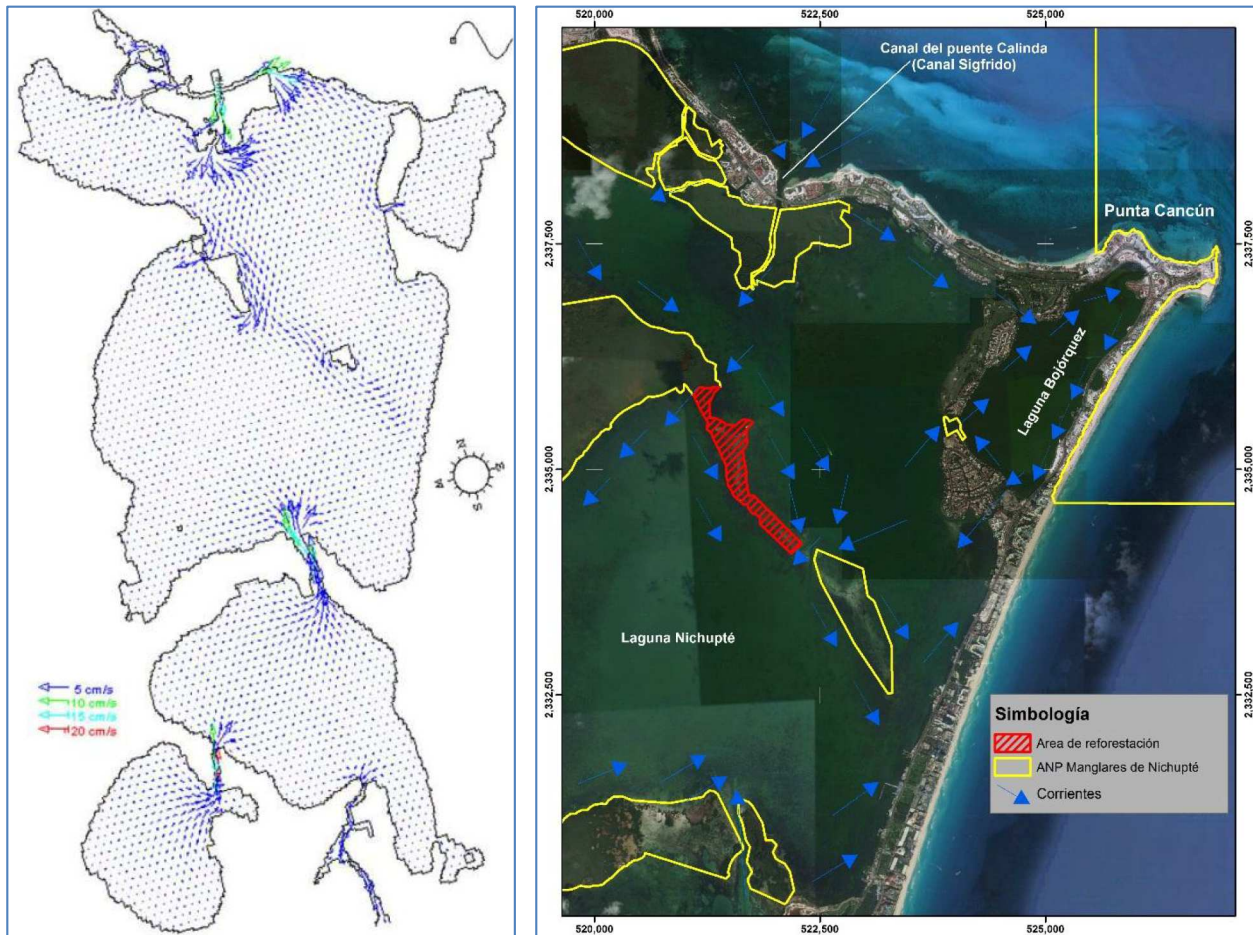 5 cm/s
10 cm/s
15 cm/s
20 cm/s
N
S
520,000
522,500
525,000
2,337,500
2,335,000
2,332,500
Canal del puente Calinda
(Canal Sigfrido)
Punta Cancún
2,337,500
Laguna Bojórquez
2,335,000
Laguna Nichupté
2,332,500
Simbología
Area de reforestación
ANP Manglares de Nichupté
Corrientes
520,000
522,500
525,000